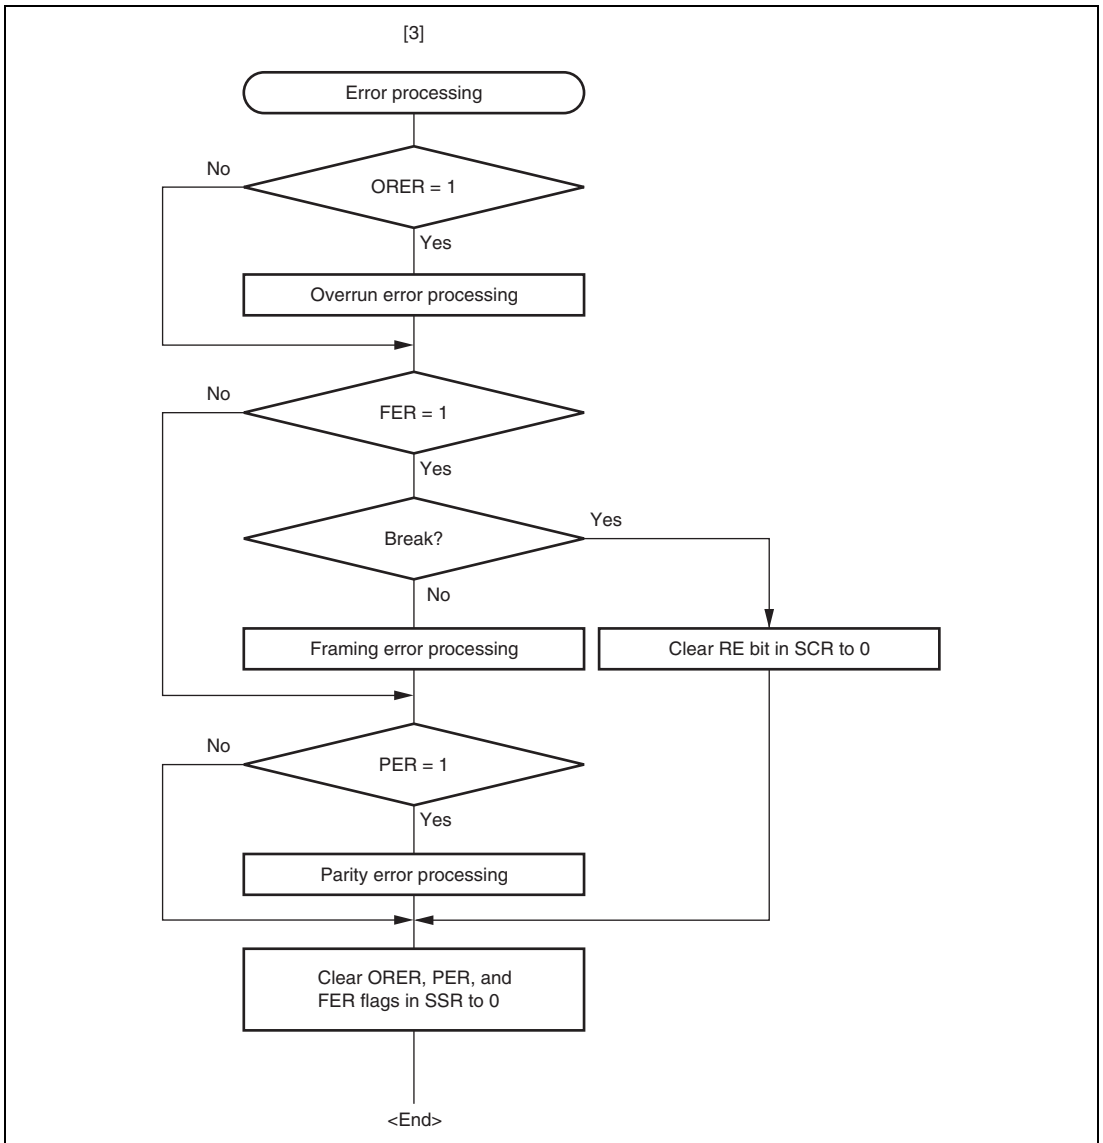 [3]
Error processing
No
ORER = 1
Yes
Overrun error processing
No
FER = 1
Yes
Break?
Yes
No
Framing error processing
Clear RE bit in SCR to 0
No
PER = 1
Yes
Parity error processing
Clear ORER, PER, and
FER flags in SSR to 0
<End>